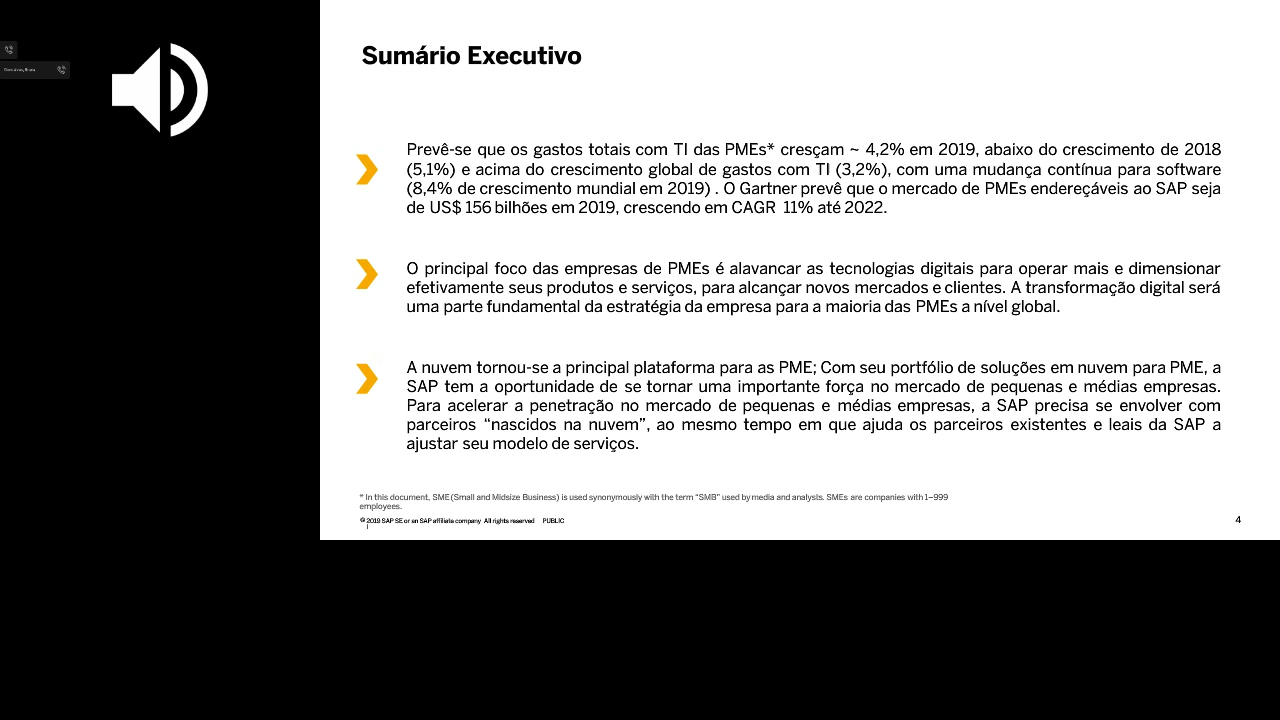 Sumário Executivo
Prevê-se que os gastos totais com TI das PMEs* cresçam ~ 4,2% em 2019, abaixo do crescimento de 2018
(5,1%) e acima do crescimento global de gastos com TI (3,2%), com uma mudança contínua para software
(8,4% de crescimento mundial em 2019) . O Gartner prevê que o mercado de PMEs endereçáveis ao SAP seja
de US$ 156 bilhões em 2019, crescendo em CAGR 11% até 2022.
O principal foco das empresas de PMEs é alavancar as tecnologias digitais para operar mais e dimensionar
efetivamente seus produtos e serviços, para alcançar novos mercados e clientes. A transformação digital será
uma parte fundamental da estratégia da empresa para a maioria das PMEs a nível global.
A nuvem tornou-se a principal plataforma para as PME; Com seu portfólio de soluções em nuvem para PME, a
SAP tem a oportunidade de se tornar uma importante força no mercado de pequenas e médias empresas.
Para acelerar a penetração no mercado de pequenas e médias empresas, a SAP precisa se envolver com
parceiros “nascidos na nuvem”, ao mesmo tempo em que ajuda os parceiros existentes e leais da SAP a
ajustar seu modelo de serviços.
* In this document, SME (Small and Midsize Business) is used synonymously with the term “SMB” used by media and analysts. SMEs are companies with 1–999
employees.
© 2019 SAP SE or an SAP affiliate company All rights reserved PUBLIC
|
4